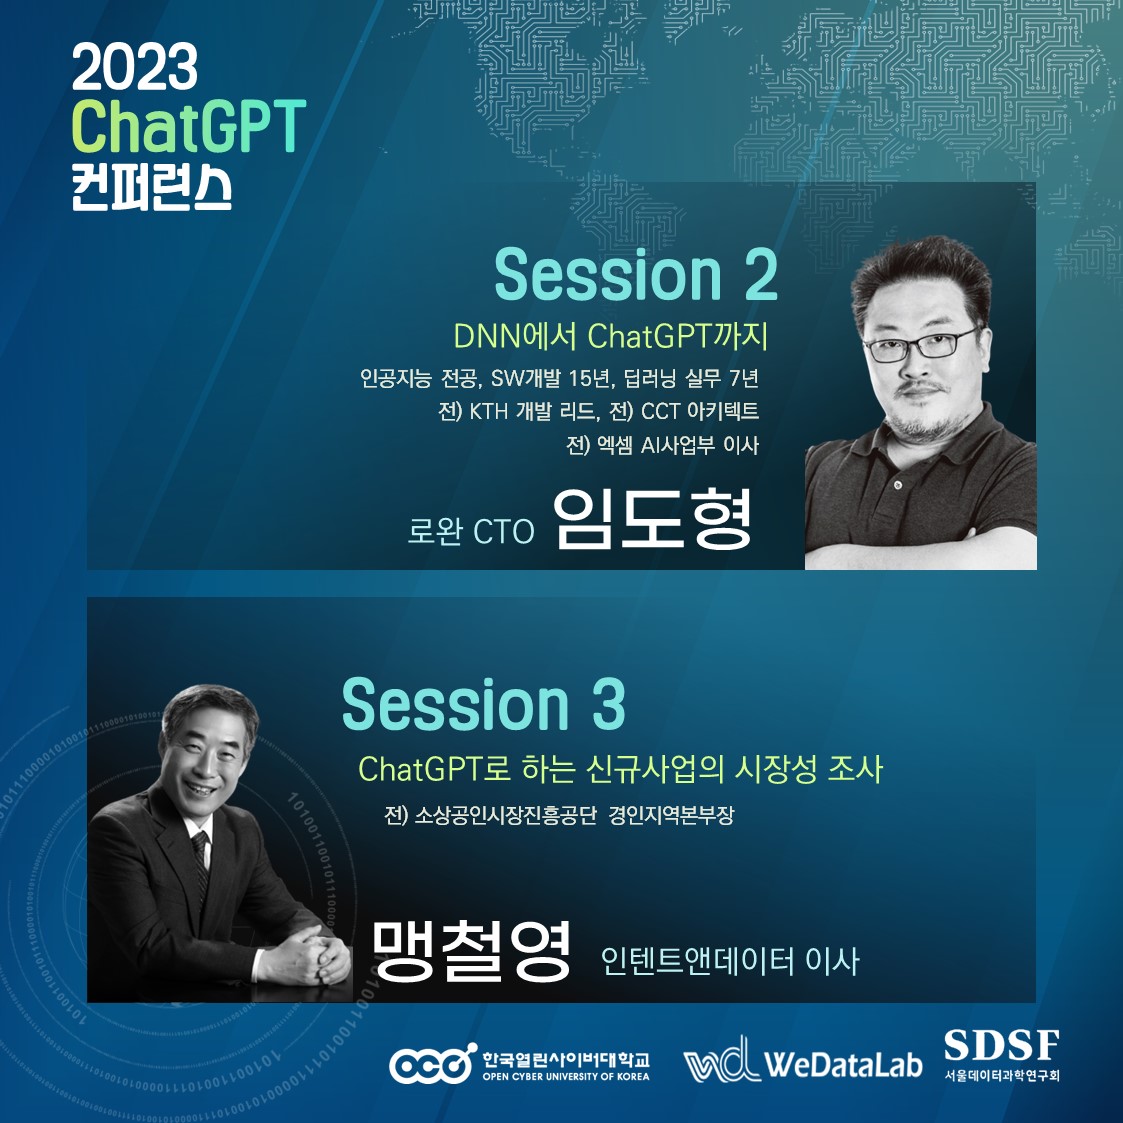 2023
ChatGPT
컨퍼런스
Session 2
DNN에서 ChatGPT까지
인공지능 전공, SW개발 15년, 딥러닝 실무 7년
전) KTH 개발 리드, 전) CCT 아키텍트
전) 엑셈 AI사업부 이사
로완 CTO 임도형
Session 3
ChatGPT로 하는 신규사업의 시장성 조사
전) 소상공인시장진흥공단 경인지역본부장
맹철영 인텐트앤데이터 이사
OCU 한국열린사이버대학교
OPEN CYBER UNIVERSITY OF KOREA
wdl WeDataLab
SDSF
서울데이터과학연구회